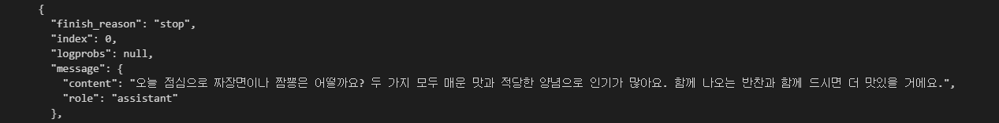 {
"finish_reason": "stop",
"index": 0,
"logprobs": null,
"message": {
"content": "오늘 점심으로 짜장면이나 짬뽕은 어떨까요? 두 가지 모두 매운 맛과 적당한 양념으로 인기가 많아요. 함께 나오는 반찬과 함께 드시면 더 맛있을 거에요.",
"role": "assistant"
},